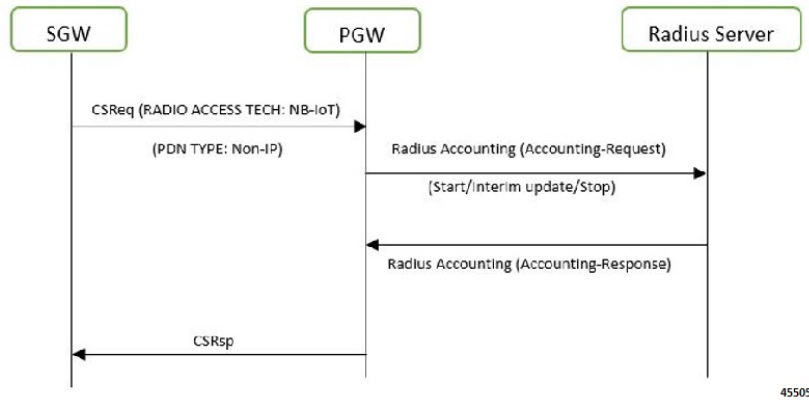 SGW
PGW
Radius Server
CSReq (RADIO ACCESS TECH: NB-IoT)
(PDN TYPE: Non-IP)
Radius Accounting (Accounting-Request)
(Start/Interim update/Stop)
Radius Accounting (Accounting-Response)
CSRsp
45505